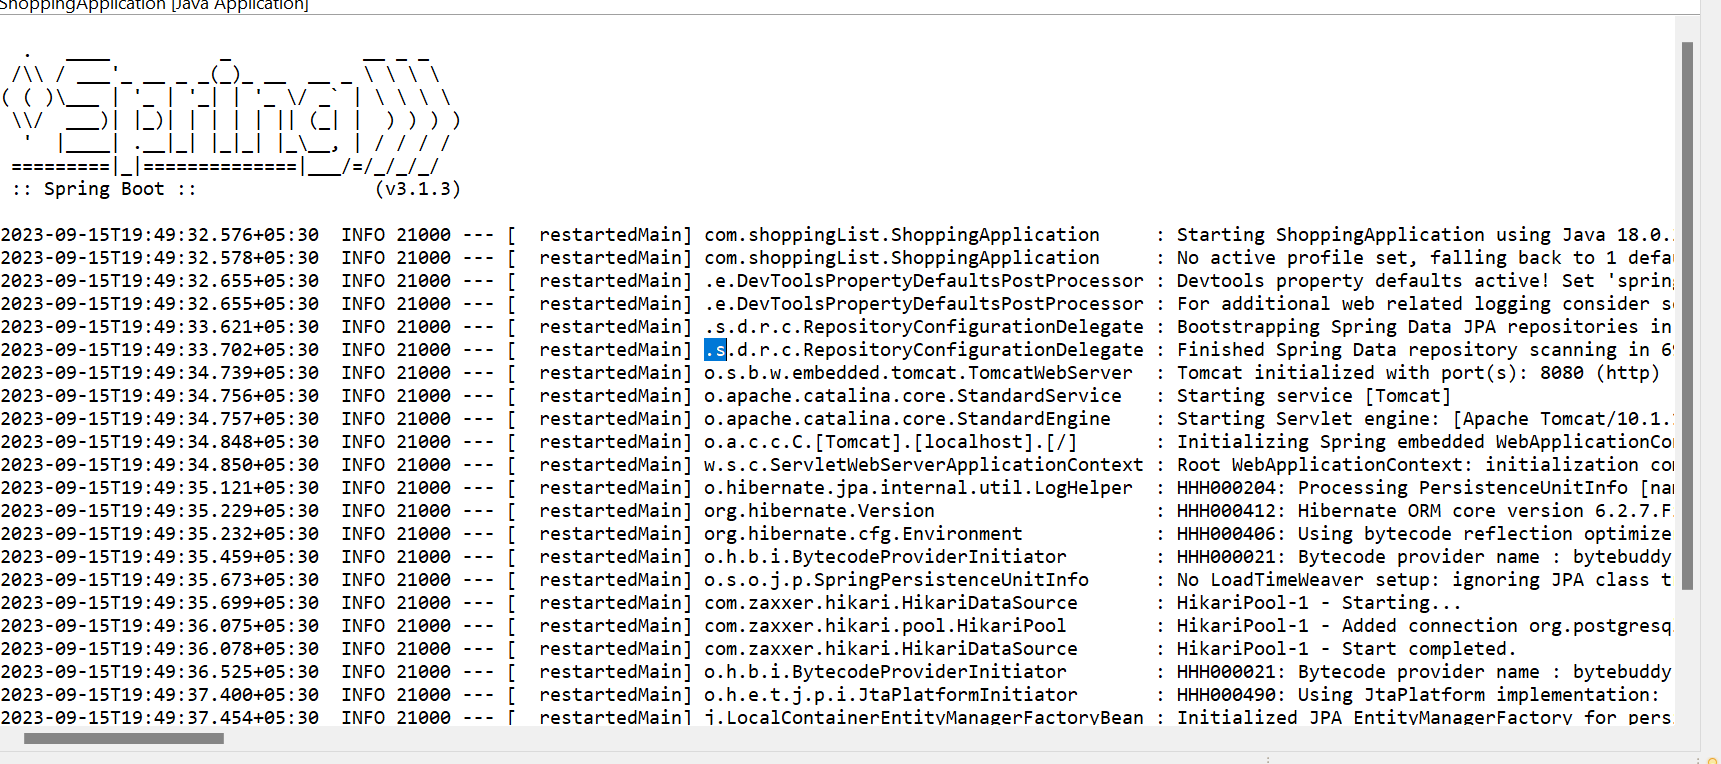 ShoppingApplication [Java Application]
  .   ____          _            __ _ _
 /\\ / ___'_ __ _ _(_)_ __  __ _ \ \ \ \
( ( )\___ | '_ | '_| | '_ \/ _` | \ \ \ \
 \\/  ___)| |_)| | | | | || (_| |  ) ) ) )
  '  |____| .__|_| |_|_| |_\__, | / / / /
 =========|_|==============|___/=/_/_/_/
 :: Spring Boot ::                (v3.1.3)
2023-09-15T19:49:32.576+05:30  INFO 21000 --- [  restartedMain] com.shoppingList.ShoppingApplication     : Starting ShoppingApplication using Java 18.0.
2023-09-15T19:49:32.578+05:30  INFO 21000 --- [  restartedMain] com.shoppingList.ShoppingApplication     : No active profile set, falling back to 1 defa
2023-09-15T19:49:32.655+05:30  INFO 21000 --- [  restartedMain] .e.DevToolsPropertyDefaultsPostProcessor : Devtools property defaults active! Set 'spring
2023-09-15T19:49:32.655+05:30  INFO 21000 --- [  restartedMain] .e.DevToolsPropertyDefaultsPostProcessor : For additional web related logging consider s
2023-09-15T19:49:33.621+05:30  INFO 21000 --- [  restartedMain] .s.d.r.c.RepositoryConfigurationDelegate : Bootstrapping Spring Data JPA repositories in
2023-09-15T19:49:33.702+05:30  INFO 21000 --- [  restartedMain] .s.d.r.c.RepositoryConfigurationDelegate : Finished Spring Data repository scanning in 6
2023-09-15T19:49:34.739+05:30  INFO 21000 --- [  restartedMain] o.s.b.w.embedded.tomcat.TomcatWebServer  : Tomcat initialized with port(s): 8080 (http)
2023-09-15T19:49:34.756+05:30  INFO 21000 --- [  restartedMain] o.apache.catalina.core.StandardService   : Starting service [Tomcat]
2023-09-15T19:49:34.757+05:30  INFO 21000 --- [  restartedMain] o.apache.catalina.core.StandardEngine    : Starting Servlet engine: [Apache Tomcat/10.1.
2023-09-15T19:49:34.848+05:30  INFO 21000 --- [  restartedMain] o.a.c.c.C.[Tomcat].[localhost].[/]       : Initializing Spring embedded WebApplicationCo
2023-09-15T19:49:34.850+05:30  INFO 21000 --- [  restartedMain] w.s.c.ServletWebServerApplicationContext : Root WebApplicationContext: initialization co
2023-09-15T19:49:35.121+05:30  INFO 21000 --- [  restartedMain] o.hibernate.jpa.internal.util.LogHelper  : HHH000204: Processing PersistenceUnitInfo [na
2023-09-15T19:49:35.229+05:30  INFO 21000 --- [  restartedMain] org.hibernate.Version                    : HHH000412: Hibernate ORM core version 6.2.7.F
2023-09-15T19:49:35.232+05:30  INFO 21000 --- [  restartedMain] org.hibernate.cfg.Environment            : HHH000406: Using bytecode reflection optimize
2023-09-15T19:49:35.459+05:30  INFO 21000 --- [  restartedMain] o.h.b.i.BytecodeProviderInitiator        : HHH000021: Bytecode provider name : bytebuddy
2023-09-15T19:49:35.673+05:30  INFO 21000 --- [  restartedMain] o.s.o.j.p.SpringPersistenceUnitInfo      : No LoadTimeWeaver setup: ignoring JPA class t
2023-09-15T19:49:35.699+05:30  INFO 21000 --- [  restartedMain] com.zaxxer.hikari.HikariDataSource       : HikariPool-1 - Starting...
2023-09-15T19:49:36.075+05:30  INFO 21000 --- [  restartedMain] com.zaxxer.hikari.pool.HikariPool        : HikariPool-1 - Added connection org.postgresq
2023-09-15T19:49:36.078+05:30  INFO 21000 --- [  restartedMain] com.zaxxer.hikari.HikariDataSource       : HikariPool-1 - Start completed.
2023-09-15T19:49:36.525+05:30  INFO 21000 --- [  restartedMain] o.h.b.i.BytecodeProviderInitiator        : HHH000021: Bytecode provider name : bytebuddy
2023-09-15T19:49:37.400+05:30  INFO 21000 --- [  restartedMain] o.h.e.t.j.p.i.JtaPlatformInitiator       : HHH000490: Using JtaPlatform implementation:
2023-09-15T19:49:37.454+05:30  INFO 21000 --- [  restartedMain] j.LocalContainerEntityManagerFactoryBean : Initialized JPA EntityManagerFactory for pers